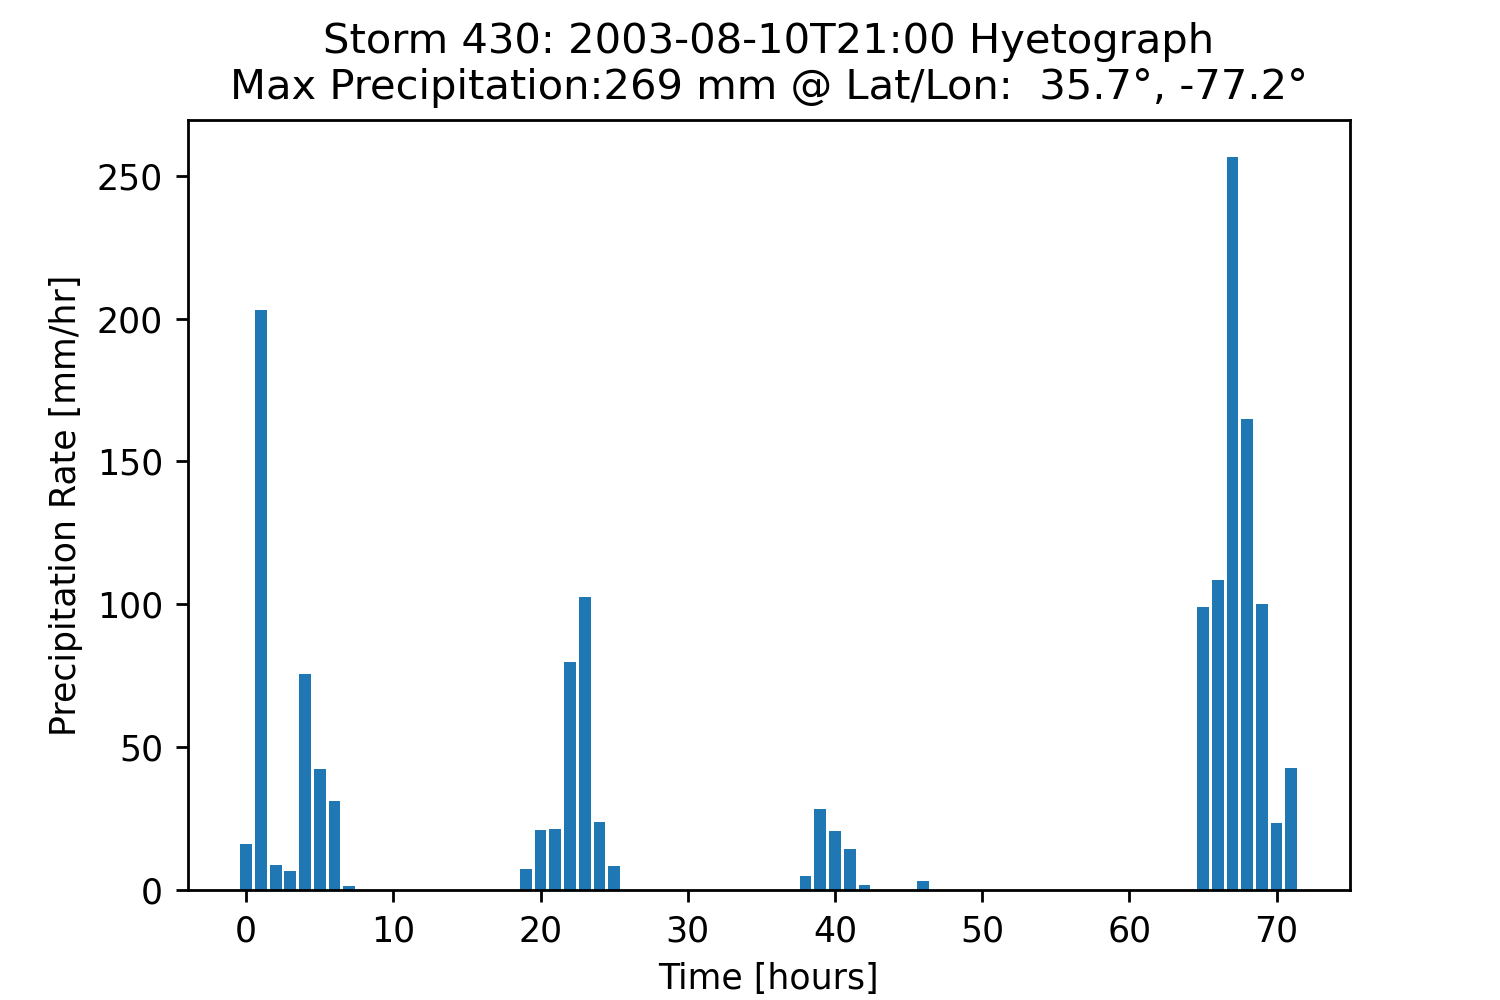 Storm 430: 2003-08-10T21:00 Hyetograph
Max Precipitation:269 mm @ Lat/Lon:  35.7°, -77.2°
250
200
150
100
50
0
Precipitation Rate [mm/hr]
0 10 20 30 40 50 60 70
Time [hours]